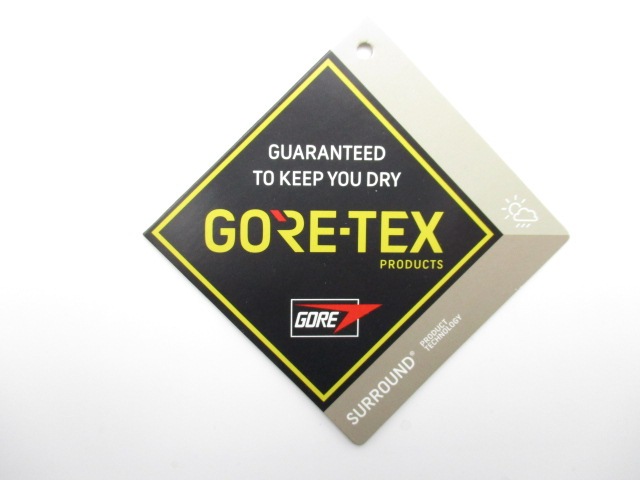 GUARANTEED
TO KEEP YOU DRY
GORE-TEX
PRODUCTS
GORE
SURROUND®
PRODUCT
TECHNOLOGY